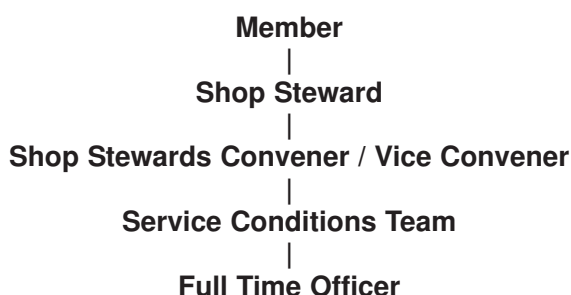 Member
|
Shop Steward
|
Shop Stewards Convener / Vice Convener
|
Service Conditions Team
|
Full Time Officer